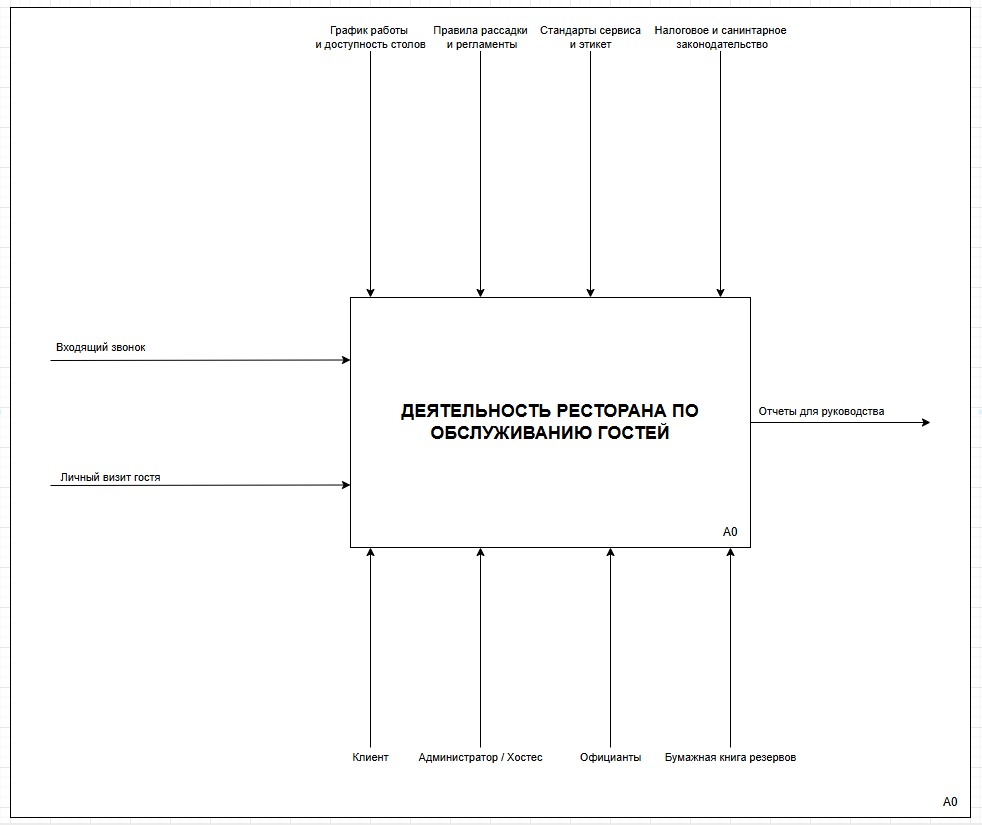 График работы
и доступность столов
Правила рассадки
и регламенты
Стандарты сервиса
и этикет
Налоговое и санинтарное
законодательство
Входящий звонок
Личный визит гостя
ДЕЯТЕЛЬНОСТЬ РЕСТОРАНА ПО
ОБСЛУЖИВАНИЮ ГОСТЕЙ
A0
Отчеты для руководства
Клиент
Администратор / Хостес
Официанты
Бумажная книга резервов
A0